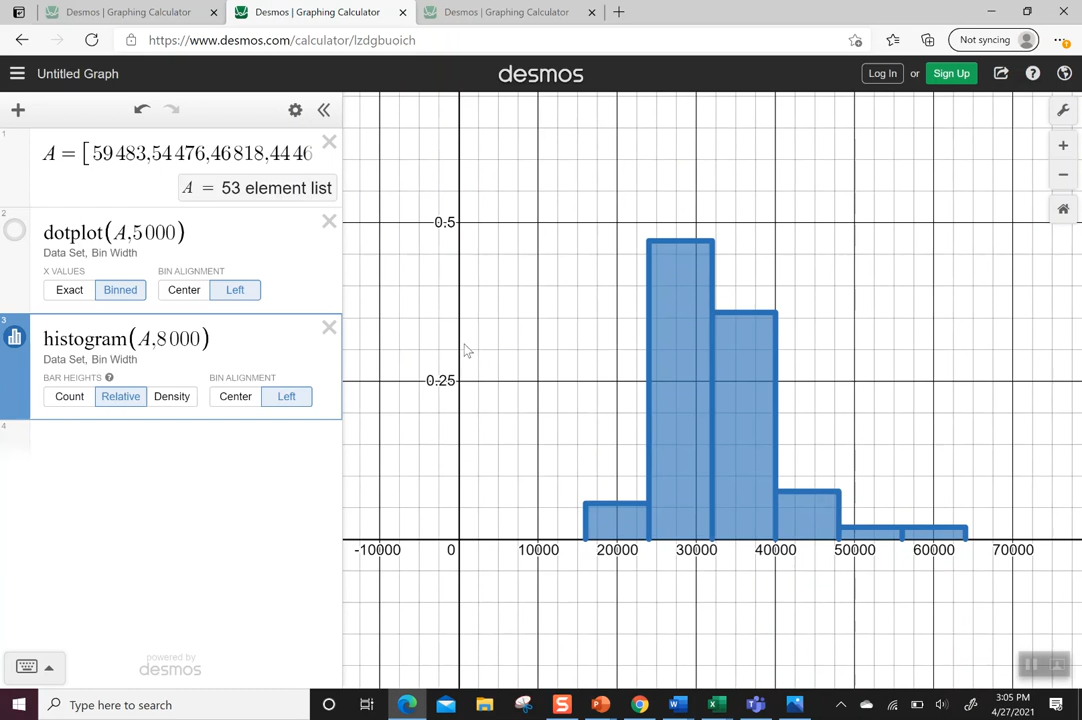 Desmos | Graphing Calculator
Desmos | Graphing Calculator
Desmos | Graphing Calculator
https://www.desmos.com/calculator/lzdgbuoich
Not syncing
Untitled Graph
desmos
Log In or Sign Up
1
A = [59483,54476,46818,4446
A = 53 element list
2
dotplot(A,5000)
Data Set, Bin Width
X VALUES BIN ALIGNMENT
Exact Binned Center Left
3
histogram(A,8000)
Data Set, Bin Width
BAR HEIGHTS ? BIN ALIGNMENT
Count Relative Density Center Left
4
0.5
0.25
-10000 0 10000 20000 30000 40000 50000 60000 70000
powered by
desmos
Type here to search
3:05 PM
4/27/2021